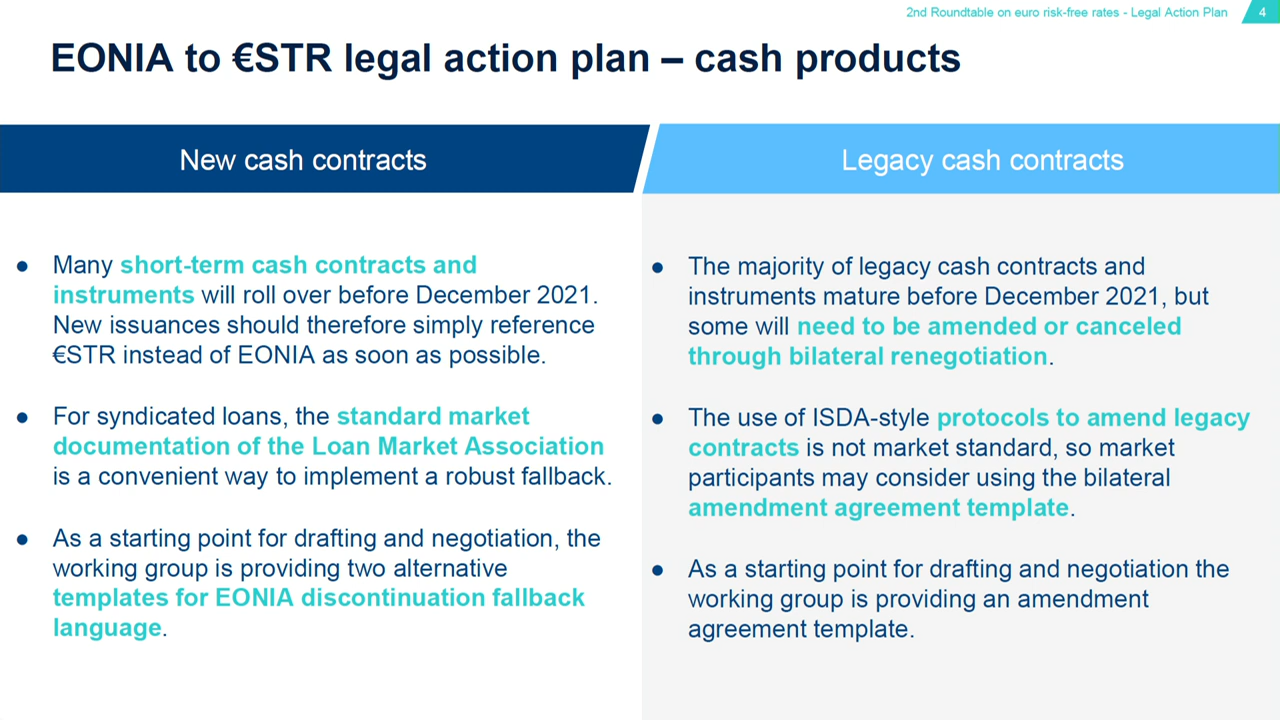 2nd Roundtable on euro risk-free rates - Legal Action Plan 4
EONIA to €STR legal action plan – cash products
New cash contracts
● Many short-term cash contracts and
instruments will roll over before December 2021.
New issuances should therefore simply reference
€STR instead of EONIA as soon as possible.
● For syndicated loans, the standard market
documentation of the Loan Market Association
is a convenient way to implement a robust fallback.
● As a starting point for drafting and negotiation, the
working group is providing two alternative
templates for EONIA discontinuation fallback
language.
Legacy cash contracts
● The majority of legacy cash contracts and
instruments mature before December 2021, but
some will need to be amended or canceled
through bilateral renegotiation.
● The use of ISDA-style protocols to amend legacy
contracts is not market standard, so market
participants may consider using the bilateral
amendment agreement template.
● As a starting point for drafting and negotiation the
working group is providing an amendment
agreement template.